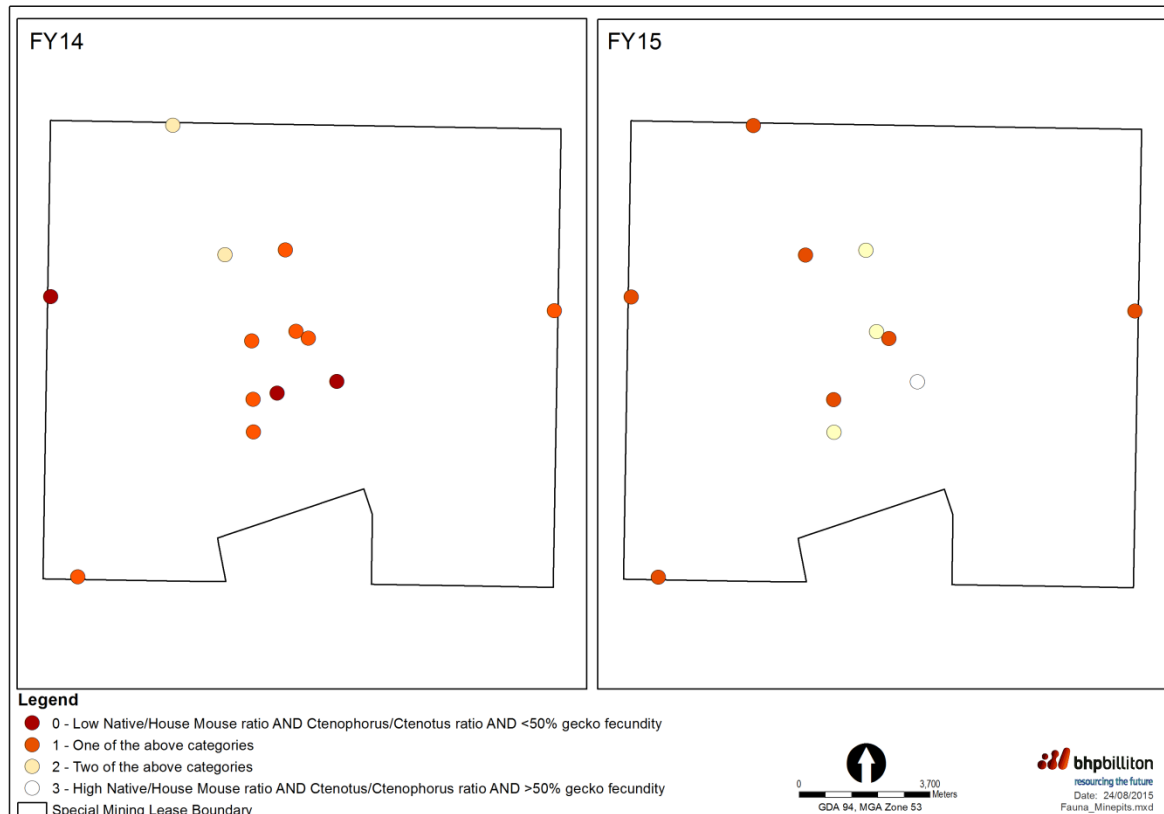 FY14
FY15
Legend
0 - Low Native/House Mouse ratio AND Ctenophorus/Ctenotus ratio AND <50% gecko fecundity
1 - One of the above categories
2 - Two of the above categories
3 - High Native/House Mouse ratio AND Ctenotus/Ctenophorus ratio AND >50% gecko fecundity
Special Mining Lease Boundary
0 3,700
Meters
GDA 94, MGA Zone 53
bhpbilliton
resourcing the future
Date: 24/08/2015
Fauna_Minepits.mxd